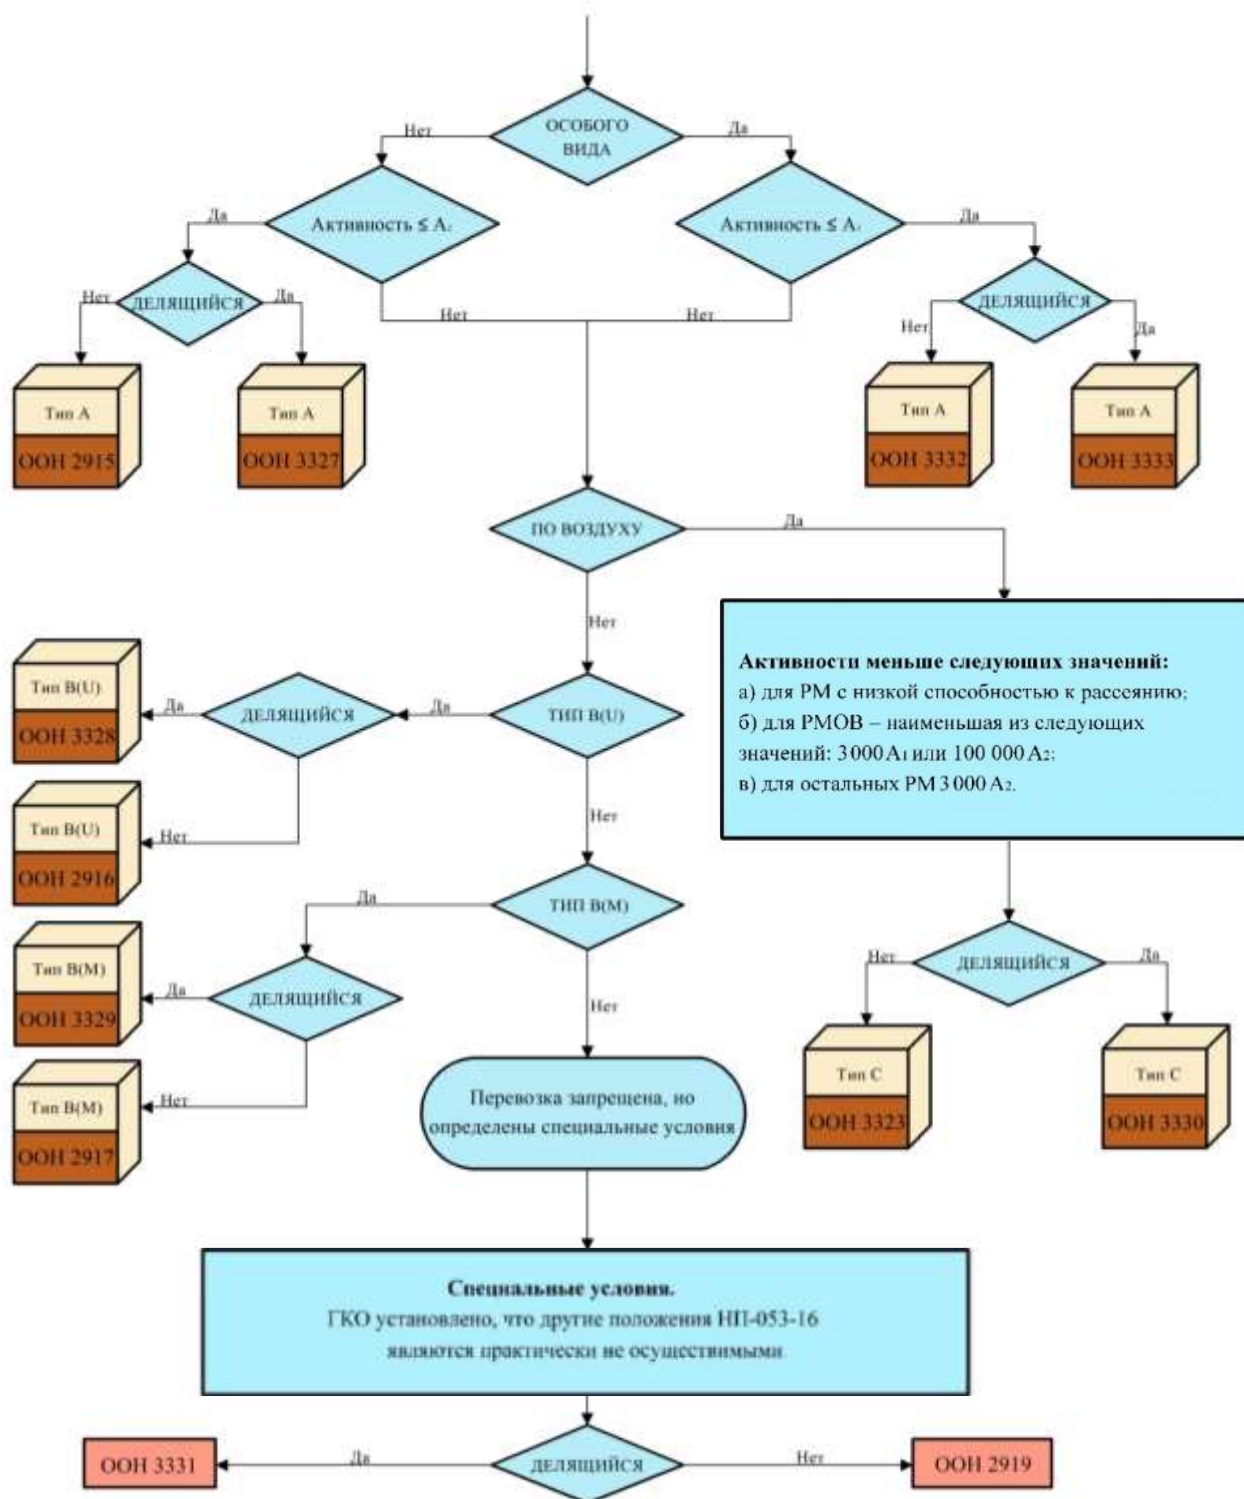 ОСОБОГО
ВИДА
Нет
Да
Активность ≤ A₂
Активность ≤ A₁
Да
Да
ДЕЛЯЩИЙСЯ
Нет
Да
Нет
Нет
ДЕЛЯЩИЙСЯ
Нет
Да
Тип А
ООН 2915
Тип А
ООН 3327
Тип А
ООН 3332
Тип А
ООН 3333
ПО ВОЗДУХУ
Да
Нет
Активности меньше следующих значений:
а) для РМ с низкой способностью к рассеянию;
б) для РМОВ – наименьшая из следующих
значений: 3000 A₁ или 100 000 A₂;
в) для остальных РМ 3 000 A₂.
Тип B(U)
ООН 3328
Да
ДЕЛЯЩИЙСЯ
Да
ТИП B(U)
Тип B(U)
ООН 2916
Нет
Нет
Да
ТИП B(M)
Тип B(M)
ООН 3329
Да
ДЕЛЯЩИЙСЯ
Нет
Нет
ДЕЛЯЩИЙСЯ
Да
Тип B(M)
ООН 2917
Нет
Перевозка запрещена, но
определены специальные условия
Тип C
ООН 3323
Тип C
ООН 3330
Специальные условия.
ГКО установлено, что другие положения НП-053-16
являются практически не осуществимыми
ООН 3331
Да
ДЕЛЯЩИЙСЯ
Нет
ООН 2919